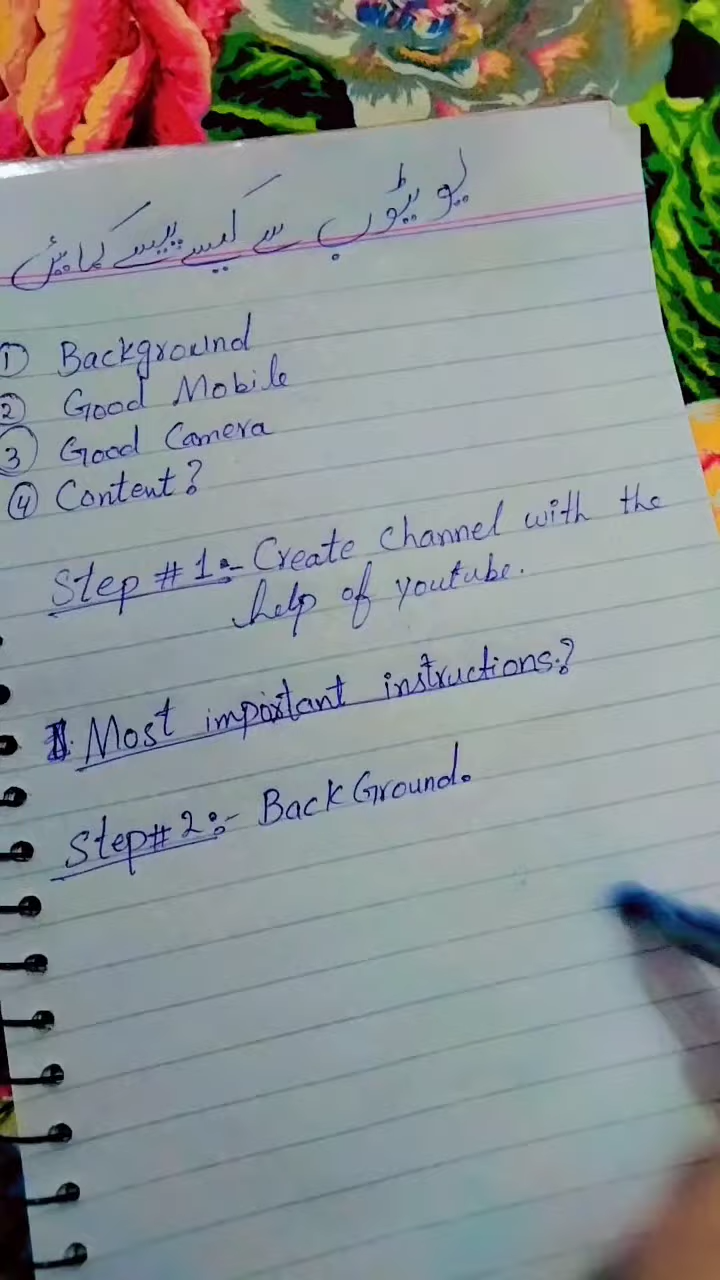 یوٹیوب سے کیسے پیسے کمائیں
① Background
② Good Mobile
③ Good Camera
④ Content?
Step #1:- Create channel with the
help of youtube.
Most important instructions:?
Step#2:- BackGround.